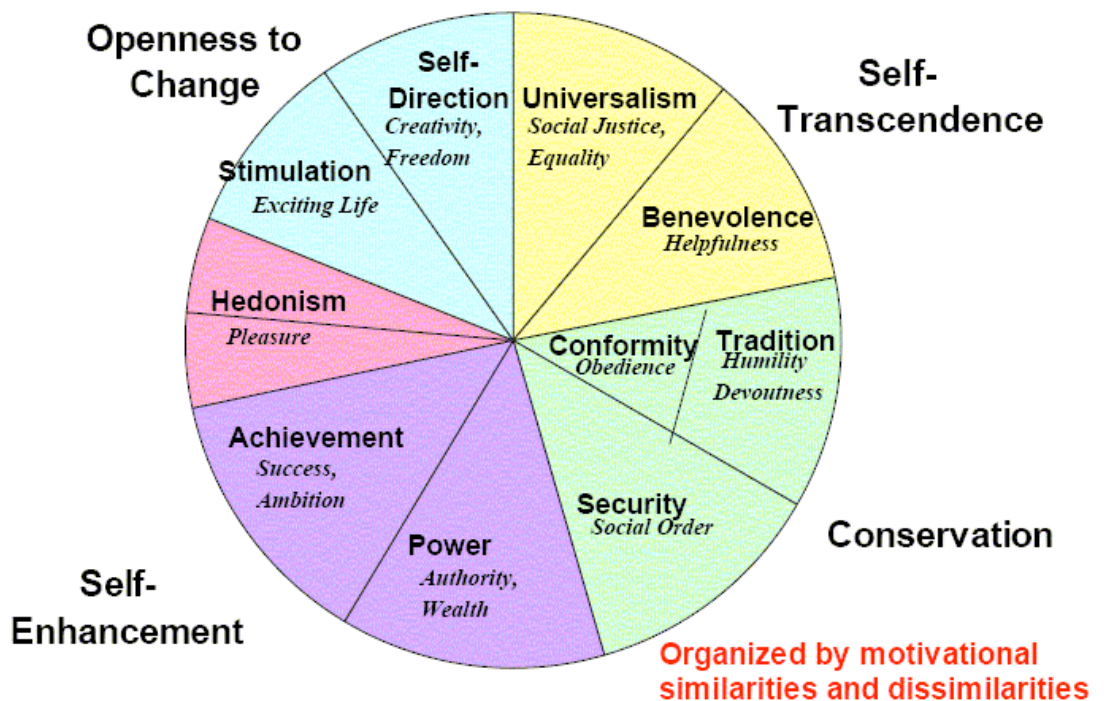 Openness to
Change
Self-
Direction
Creativity,
Freedom
Universalism
Social Justice,
Equality
Self-
Transcendence
Stimulation
Exciting Life
Benevolence
Helpfulness
Hedonism
Pleasure
Conformity
Obedience
Tradition
Humility
Devoutness
Achievement
Success,
Ambition
Security
Social Order
Conservation
Power
Authority,
Wealth
Self-
Enhancement
Organized by motivational
similarities and dissimilarities